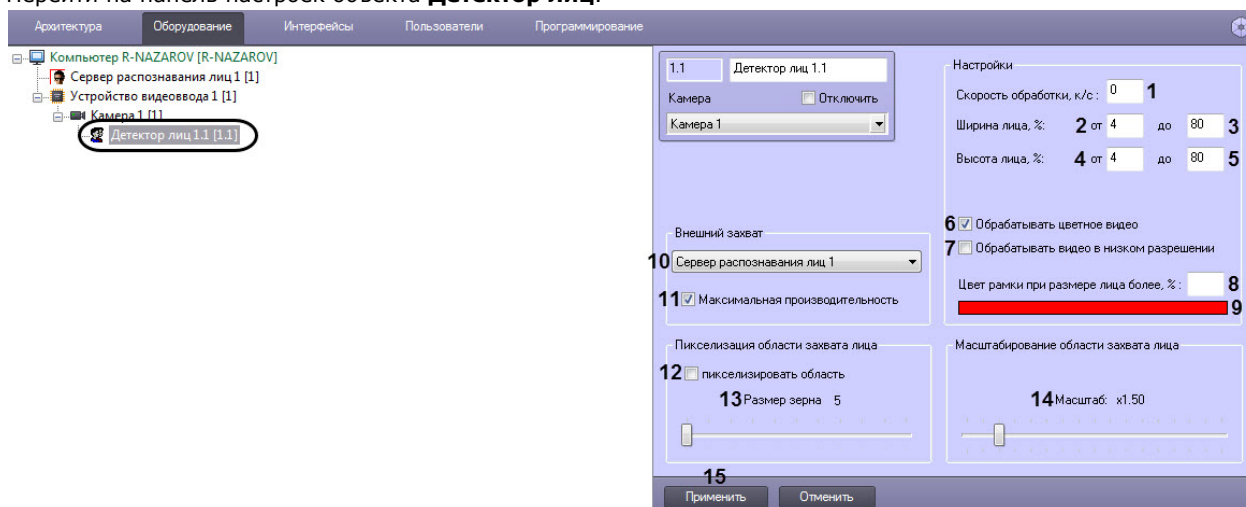 Перейти на панель настроек объекта Детектор лиц.
Архитектура Оборудование Интерфейсы Пользователи Программирование
Компьютер R-NAZAROV [R-NAZAROV]
Сервер распознавания лиц 1 [1]
Устройство видеоввода 1 [1]
Камера 1 [1]
Детектор лиц 1.1 [1.1]
1.1 Детектор лиц 1.1
Камера Отключить
Камера 1
Настройки
Скорость обработки, к/с : 0 1
Ширина лица, %: 2 от 4 до 80 3
Высота лица, %: 4 от 4 до 80 5
6 Обрабатывать цветное видео
7 Обрабатывать видео в низком разрешении
Цвет рамки при размере лица более, % : 8
9
Внешний захват
10 Сервер распознавания лиц 1
11 Максимальная производительность
Пикселизация области захвата лица
12 пикселизировать область
13 Размер зерна 5
Масштабирование области захвата лица
14 Масштаб: x1.50
15
Применить Отменить